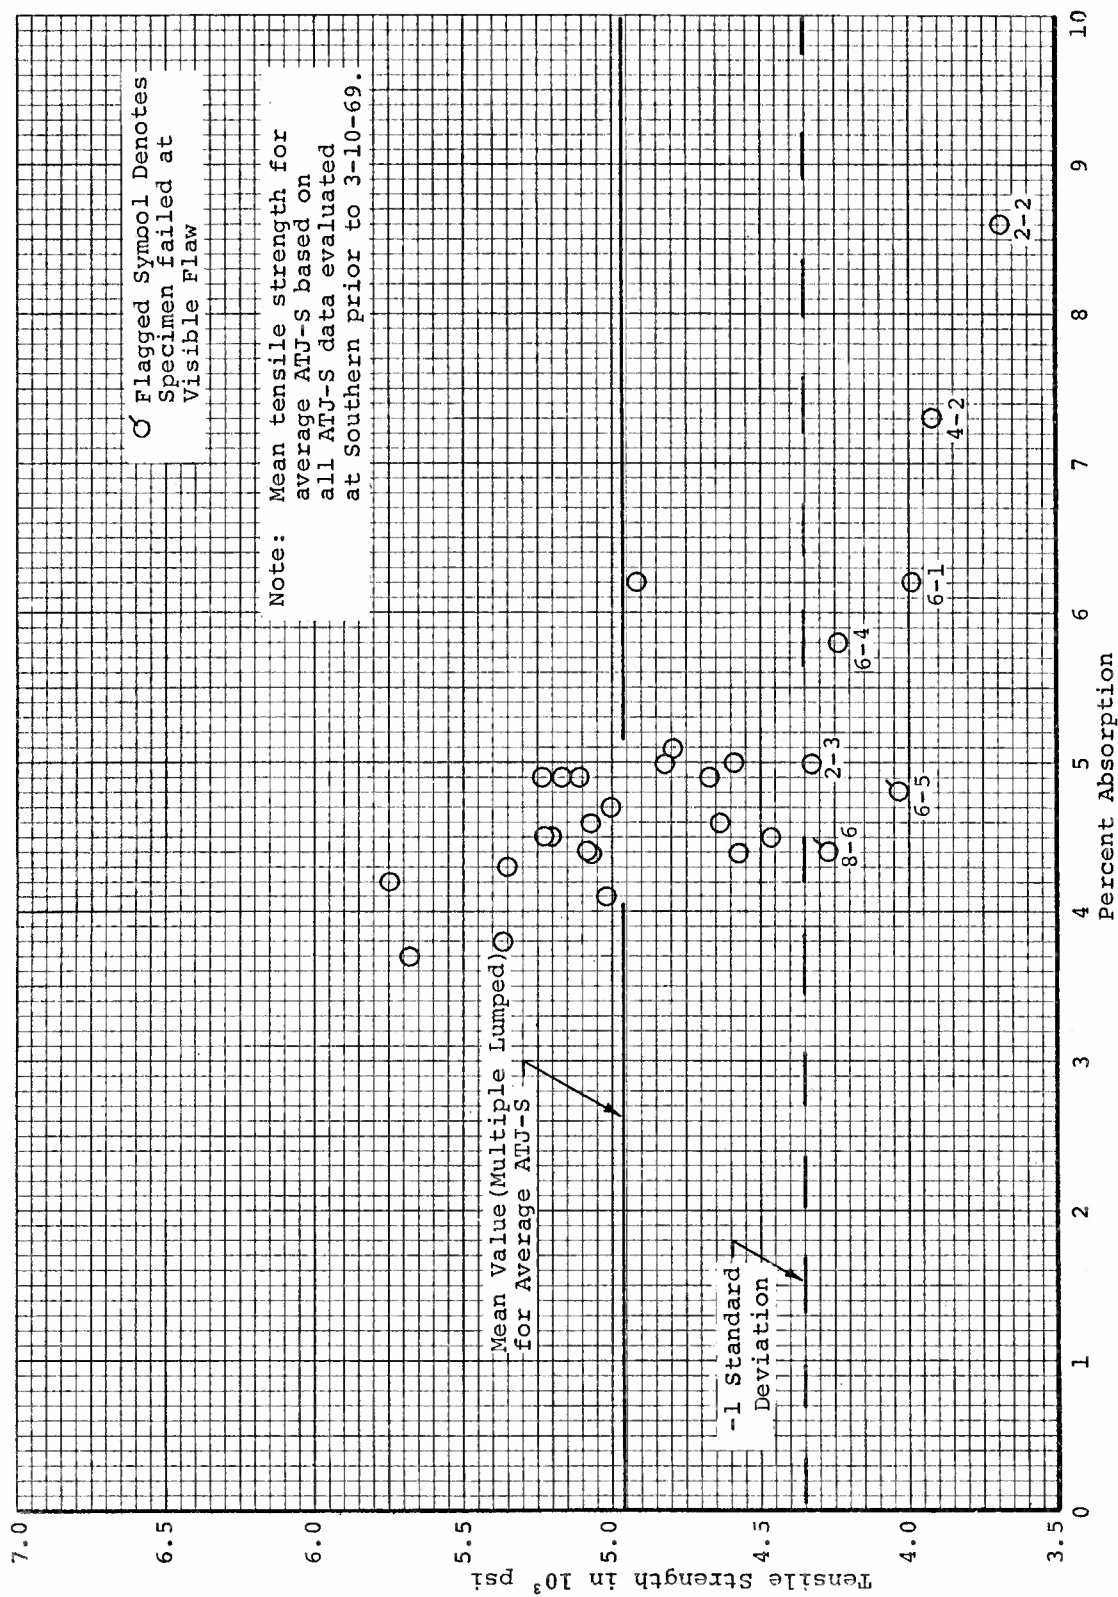 Flagged Symbol Denotes
Specimen failed at
Visible Flaw
Note: Mean tensile strength for
average ATJ-S based on
all ATJ-S data evaluated
at Southern prior to 3-10-69.
Mean Value(Multiple Lumped)
for Average ATJ-S
-1 Standard
Deviation
8-6
6-5
2-3
6-4
6-1
4-2
2-2
Tensile Strength in 10³ psi
7.0
6.5
6.0
5.5
5.0
4.5
4.0
3.5
0 1 2 3 4 5 6 7 8 9 10
Percent Absorption